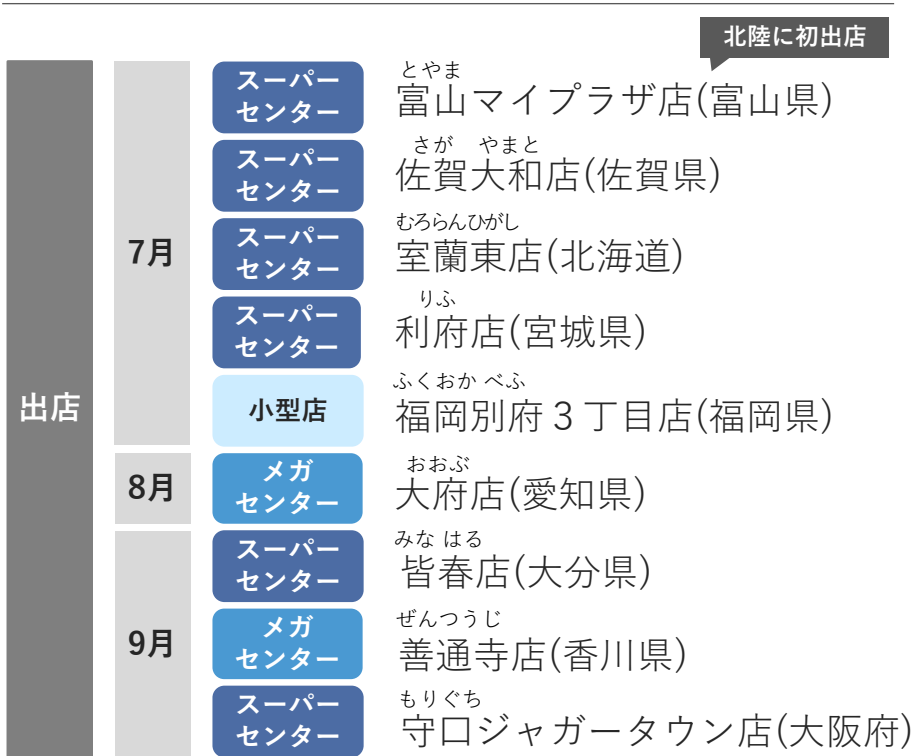 北陸に初出店
出店
7月
スーパー
センター
とやま
富山マイプラザ店(富山県)
スーパー
センター
さが やまと
佐賀大和店(佐賀県)
スーパー
センター
むろらんひがし
室蘭東店(北海道)
スーパー
センター
りふ
利府店(宮城県)
小型店
ふくおか べふ
福岡別府３丁目店(福岡県)
8月
メガ
センター
おおぶ
大府店(愛知県)
9月
スーパー
センター
みな はる
皆春店(大分県)
メガ
センター
ぜんつうじ
善通寺店(香川県)
スーパー
センター
もりぐち
守口ジャガータウン店(大阪府)